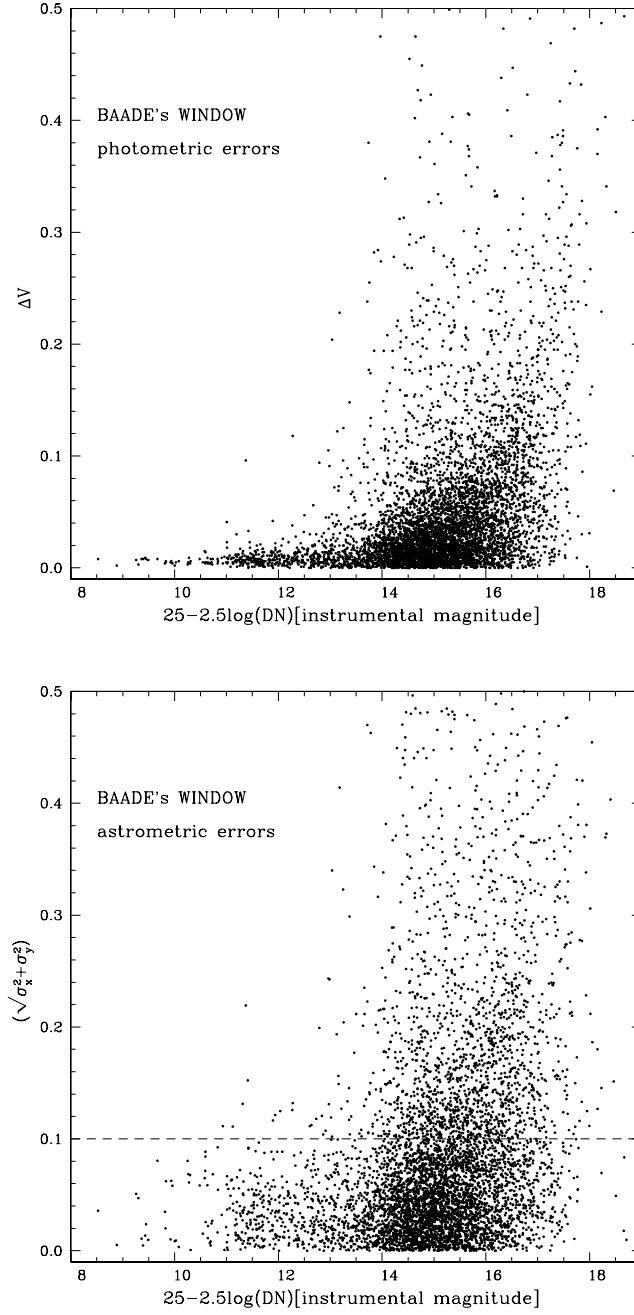 0.5
0.4
0.3
0.2
0.1
0.0
ΔV
BAADE's WINDOW
photometric errors
8 10 12 14 16 18
25−2.5log(DN)[instrumental magnitude]
0.5
0.4
0.3
0.2
0.1
0.0
(√σ²ₓ+σ²ᵧ)
BAADE's WINDOW
astrometric errors
8 10 12 14 16 18
25−2.5log(DN)[instrumental magnitude]